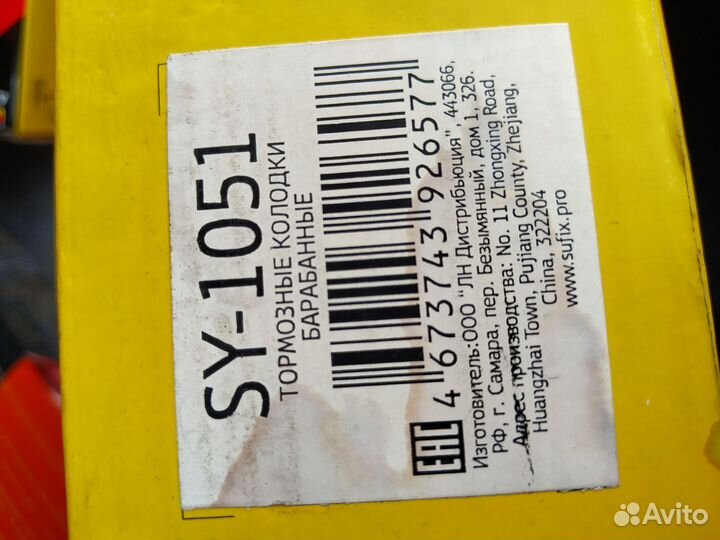 SY-1051
ТОРМОЗНЫЕ КОЛОДКИ
БАРАБАННЫЕ
4 673743 926577
EAC
Изготовитель:ООО "ЛН Дистрибьюция", 443066,
РФ, г. Самара, пер. Безымянный, дом 1, 326.
Адрес производства: No. 11 Zhongxing Road,
Huangzhai Town, Pujiang County, Zhejiang,
China, 322204
www.sufix.pro
Avito